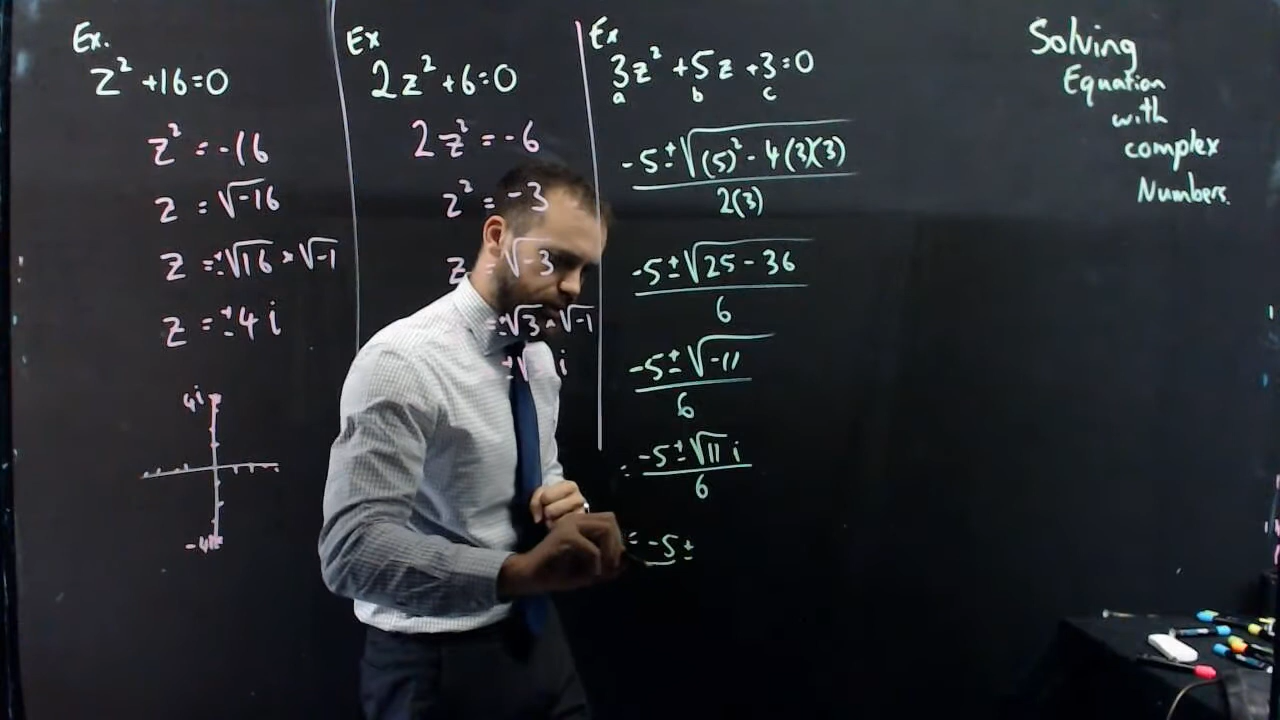 Ex.
z² + 16 = 0
z² = -16
z = √-16
z = ±√16 × √-1
z = ±4i
4i
-4i
Ex
2z² + 6 = 0
2z² = -6
z² = -3
z = √-3
= ±√3 × √-1
i
Ex
3z² + 5z + 3 = 0
a b c
-5 ± √(5)² - 4(3)(3)
2(3)
-5 ± √25 - 36
6
-5 ± √-11
6
= -5 ± √11 i
6
= -5 ±
Solving
Equation
with
complex
Numbers.